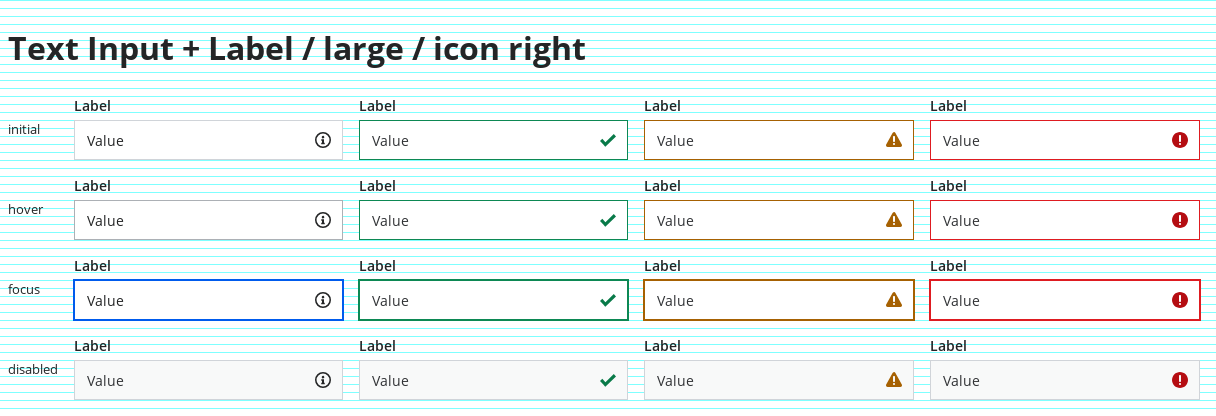 Text Input + Label / large / icon right
Label Label Label Label
initial Value Value Value Value
Label Label Label Label
hover Value Value Value Value
Label Label Label Label
focus Value Value Value Value
Label Label Label Label
disabled Value Value Value Value